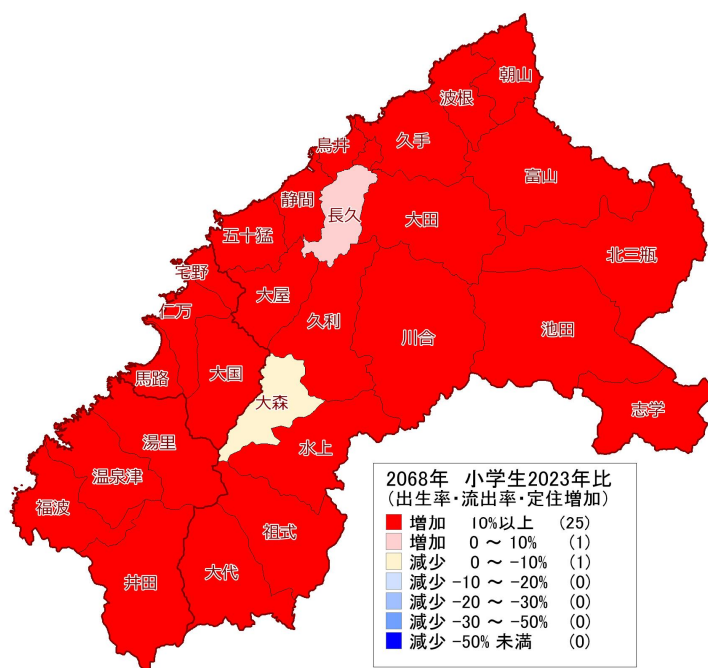 朝山
波根
鳥井
久手
富山
静間
長久
大田
五十猛
北三瓶
宅野
大屋
仁万
久利
川合
池田
馬路
大国
大森
志学
湯里
水上
温泉津
福波
祖式
井田
大代
2068年 小学生2023年比
(出生率・流出率・定住増加)
増加 10%以上 (25)
増加 0 ～ 10% (1)
減少 0 ～ -10% (1)
減少 -10 ～ -20% (0)
減少 -20 ～ -30% (0)
減少 -30 ～ -50% (0)
減少 -50% 未満 (0)